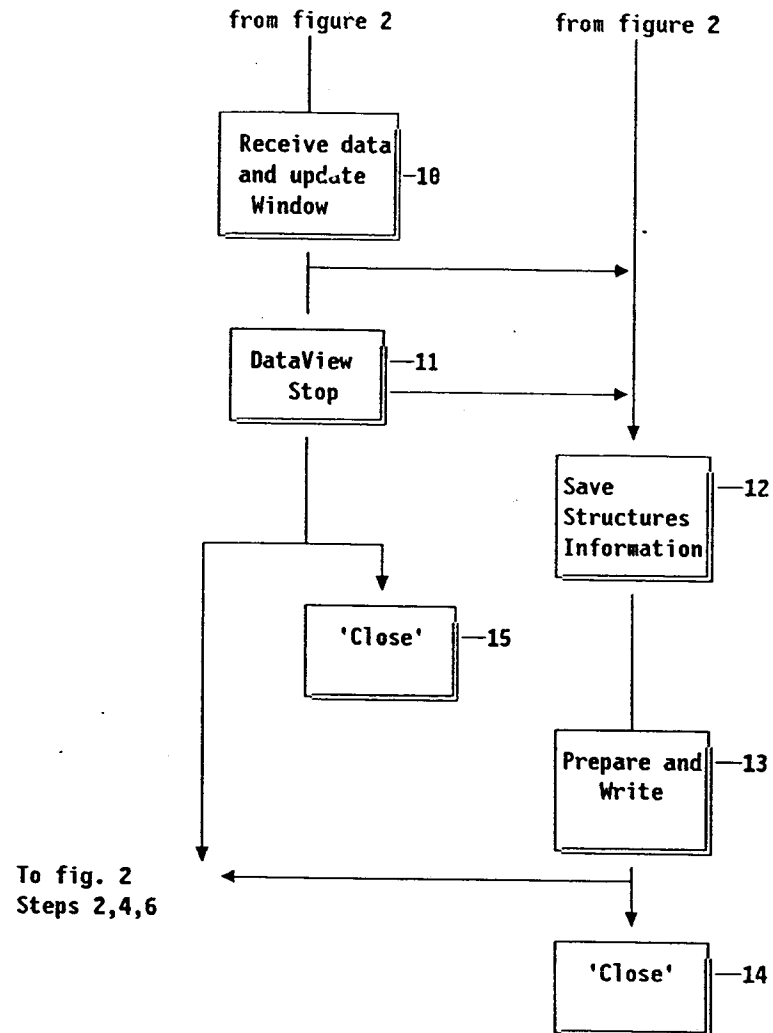 from figure 2
from figure 2
Receive data
and update
Window
10
DataView
Stop
11
Save
Structures
Information
12
'Close'
15
Prepare and
Write
13
To fig. 2
Steps 2,4,6
'Close'
14